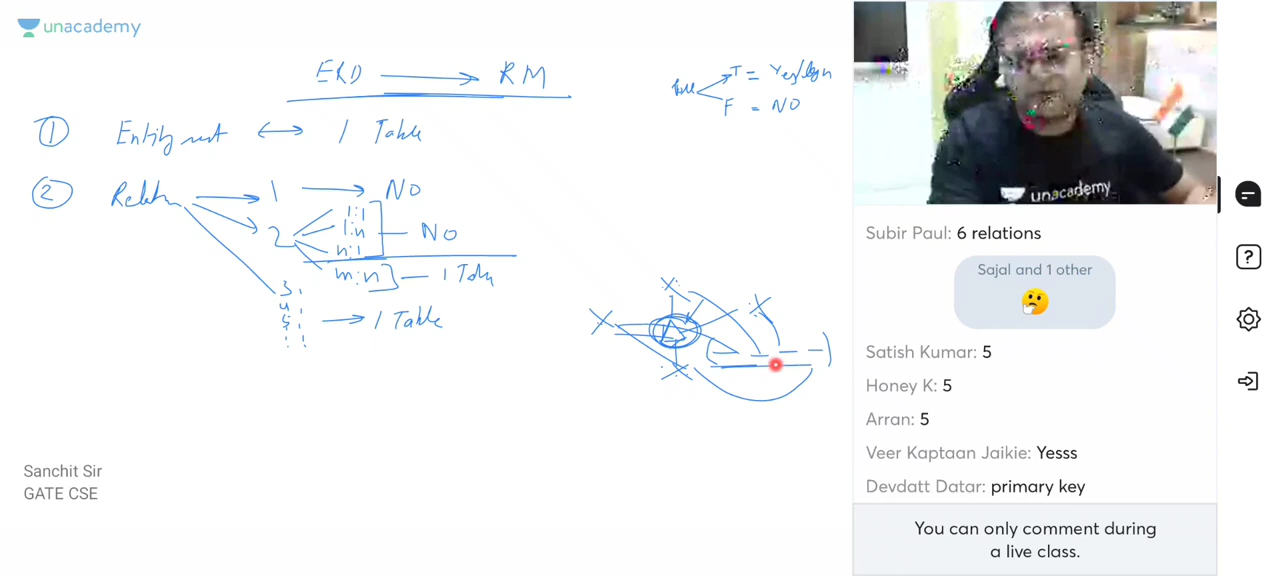 unacademy
ERD → RM
① Entity set ↔ 1 Table
② Relation → 1 → NO
2
1:1
1:n
n:1
NO
m:n — 1 Table
3
4
5
→ 1 Table
T = Yes/
F = NO
Sanchit Sir
GATE CSE
unacademy
Subir Paul: 6 relations
Sajal and 1 other
🤔
Satish Kumar: 5
Honey K: 5
Arran: 5
Veer Kaptaan Jaikie: Yesss
Devdatt Datar: primary key
You can only comment during
a live class.